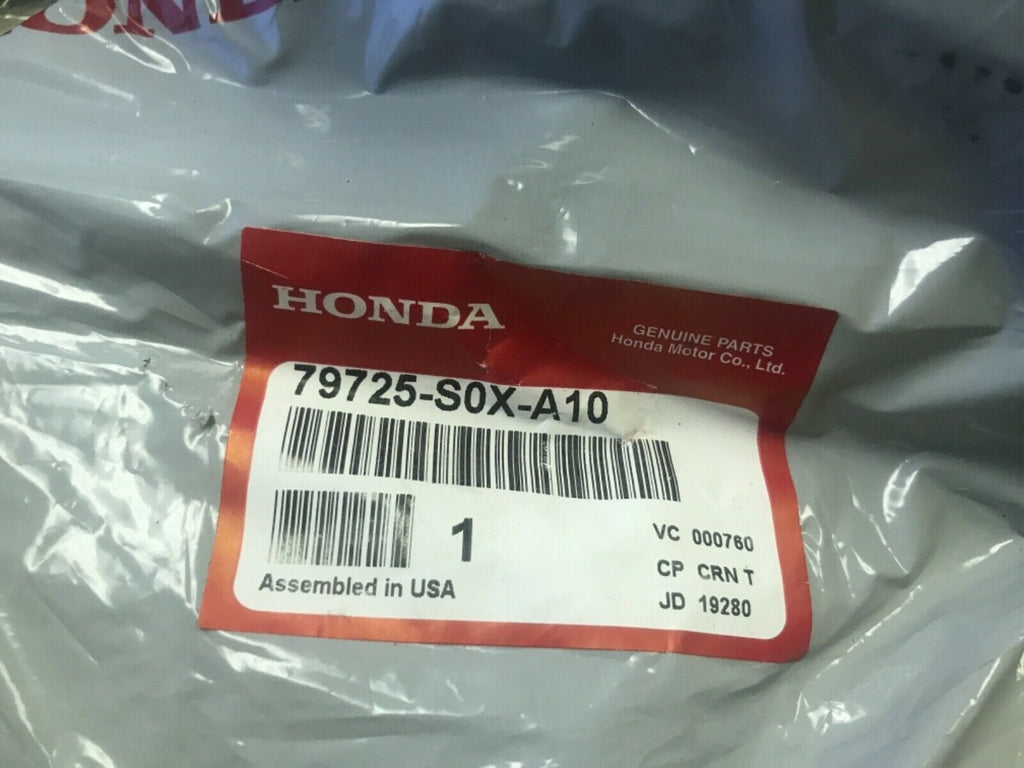 HOND
HONDA
GENUINE PARTS
Honda Motor Co., Ltd.
79725-S0X-A10
1
VC 000760
CP CRN T
JD 19280
Assembled in USA